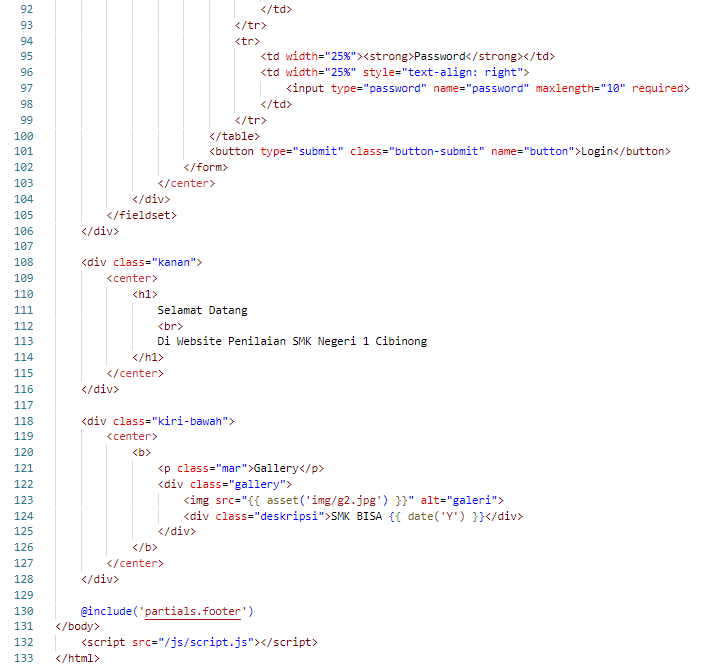 92                                 </td>
93                             </tr>
94                             <tr>
95                                 <td width="25%"><strong>Password</strong></td>
96                                 <td width="25%" style="text-align: right">
97                                     <input type="password" name="password" maxlength="10" required>
98                                 </td>
99                             </tr>
100                         </table>
101                         <button type="submit" class="button-submit" name="button">Login</button>
102                     </form>
103                 </center>
104             </div>
105         </fieldset>
106     </div>
107
108     <div class="kanan">
109         <center>
110             <h1>
111                 Selamat Datang
112                 <br>
113                 Di Website Penilaian SMK Negeri 1 Cibinong
114             </h1>
115         </center>
116     </div>
117
118     <div class="kiri-bawah">
119         <center>
120             <b>
121                 <p class="mar">Gallery</p>
122                 <div class="gallery">
123                     <img src="{{ asset('img/g2.jpg') }}" alt="galeri">
124                     <div class="deskripsi">SMK BISA {{ date('Y') }}</div>
125                 </div>
126             </b>
127         </center>
128     </div>
129
130     @include('partials.footer')
131 </body>
132     <script src="/js/script.js"></script>
133 </html>